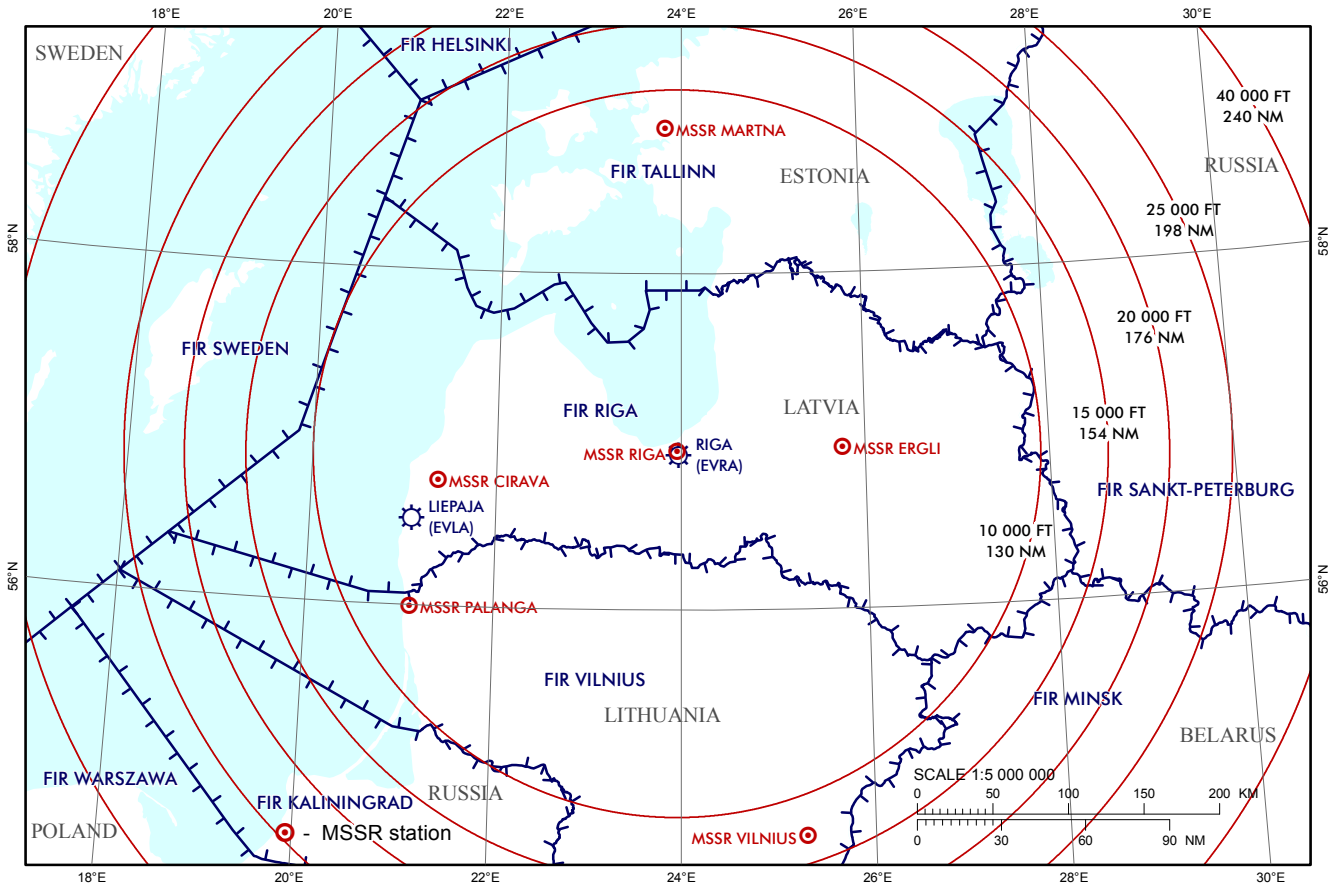 18°E
20°E
22°E
24°E
26°E
28°E
30°E
SWEDEN
FIR HELSINKI
40 000 FT
240 NM
MSSR MARTNA
RUSSIA
FIR TALLINN
ESTONIA
25 000 FT
198 NM
58°N
58°N
20 000 FT
176 NM
FIR SWEDEN
FIR RIGA
LATVIA
15 000 FT
154 NM
MSSR RIGA
RIGA
(EVRA)
MSSR ERGLI
MSSR CIRAVA
FIR SANKT-PETERBURG
LIEPAJA
(EVLA)
10 000 FT
130 NM
56°N
56°N
MSSR PALANGA
FIR VILNIUS
LITHUANIA
FIR MINSK
BELARUS
FIR WARSZAWA
RUSSIA
SCALE 1:5 000 000
0 50 100 150 200 KM
FIR KALININGRAD
POLAND
- MSSR station
MSSR VILNIUS
0 30 60 90 NM
18°E
20°E
22°E
24°E
26°E
28°E
30°E